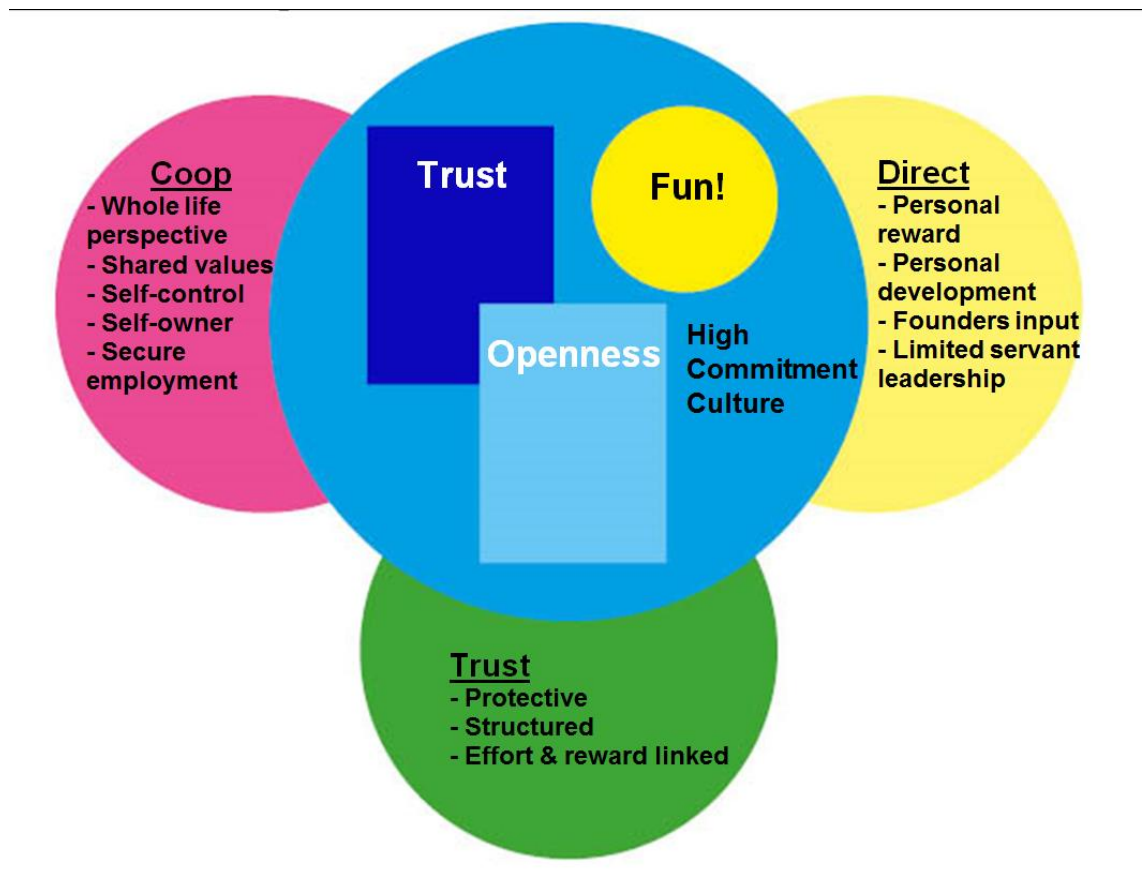 Coop
- Whole life
perspective
- Shared values
- Self-control
- Self-owner
- Secure
employment
Trust
Fun!
Openness
High
Commitment
Culture
Direct
- Personal
reward
- Personal
development
- Founders input
- Limited servant
leadership
Trust
- Protective
- Structured
- Effort & reward linked